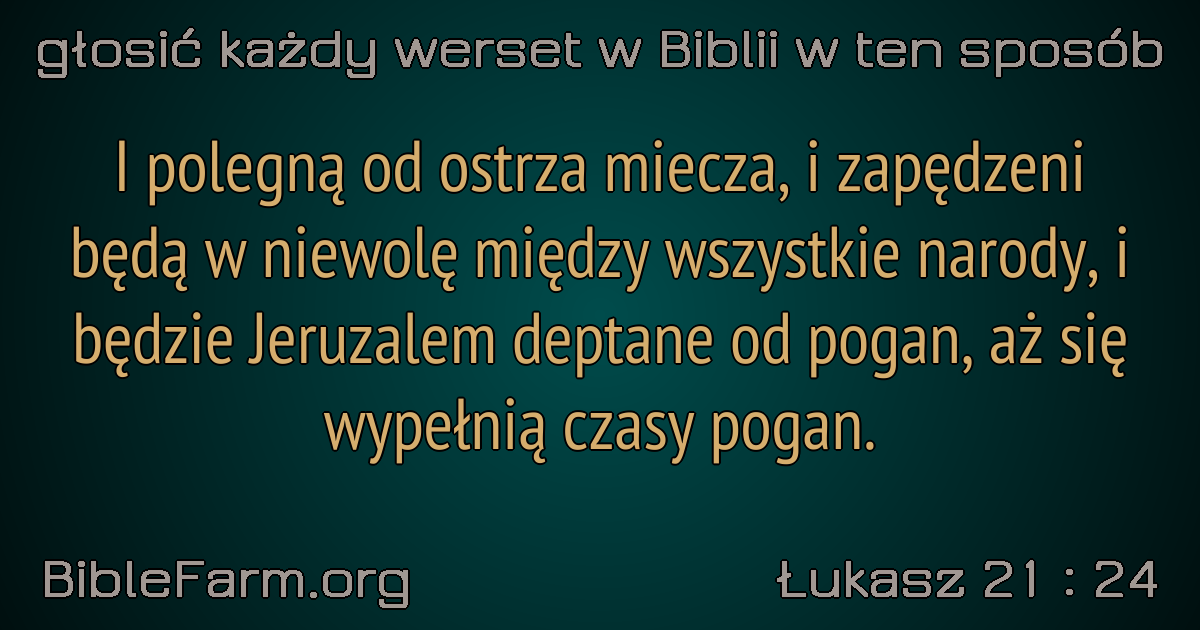 głosić każdy werset w Biblii w ten sposób
I polegną od ostrza miecza, i zapędzeni
będą w niewolę między wszystkie narody, i
będzie Jeruzalem deptane od pogan, aż się
wypełnią czasy pogan.
BibleFarm.org
Łukasz 21 : 24